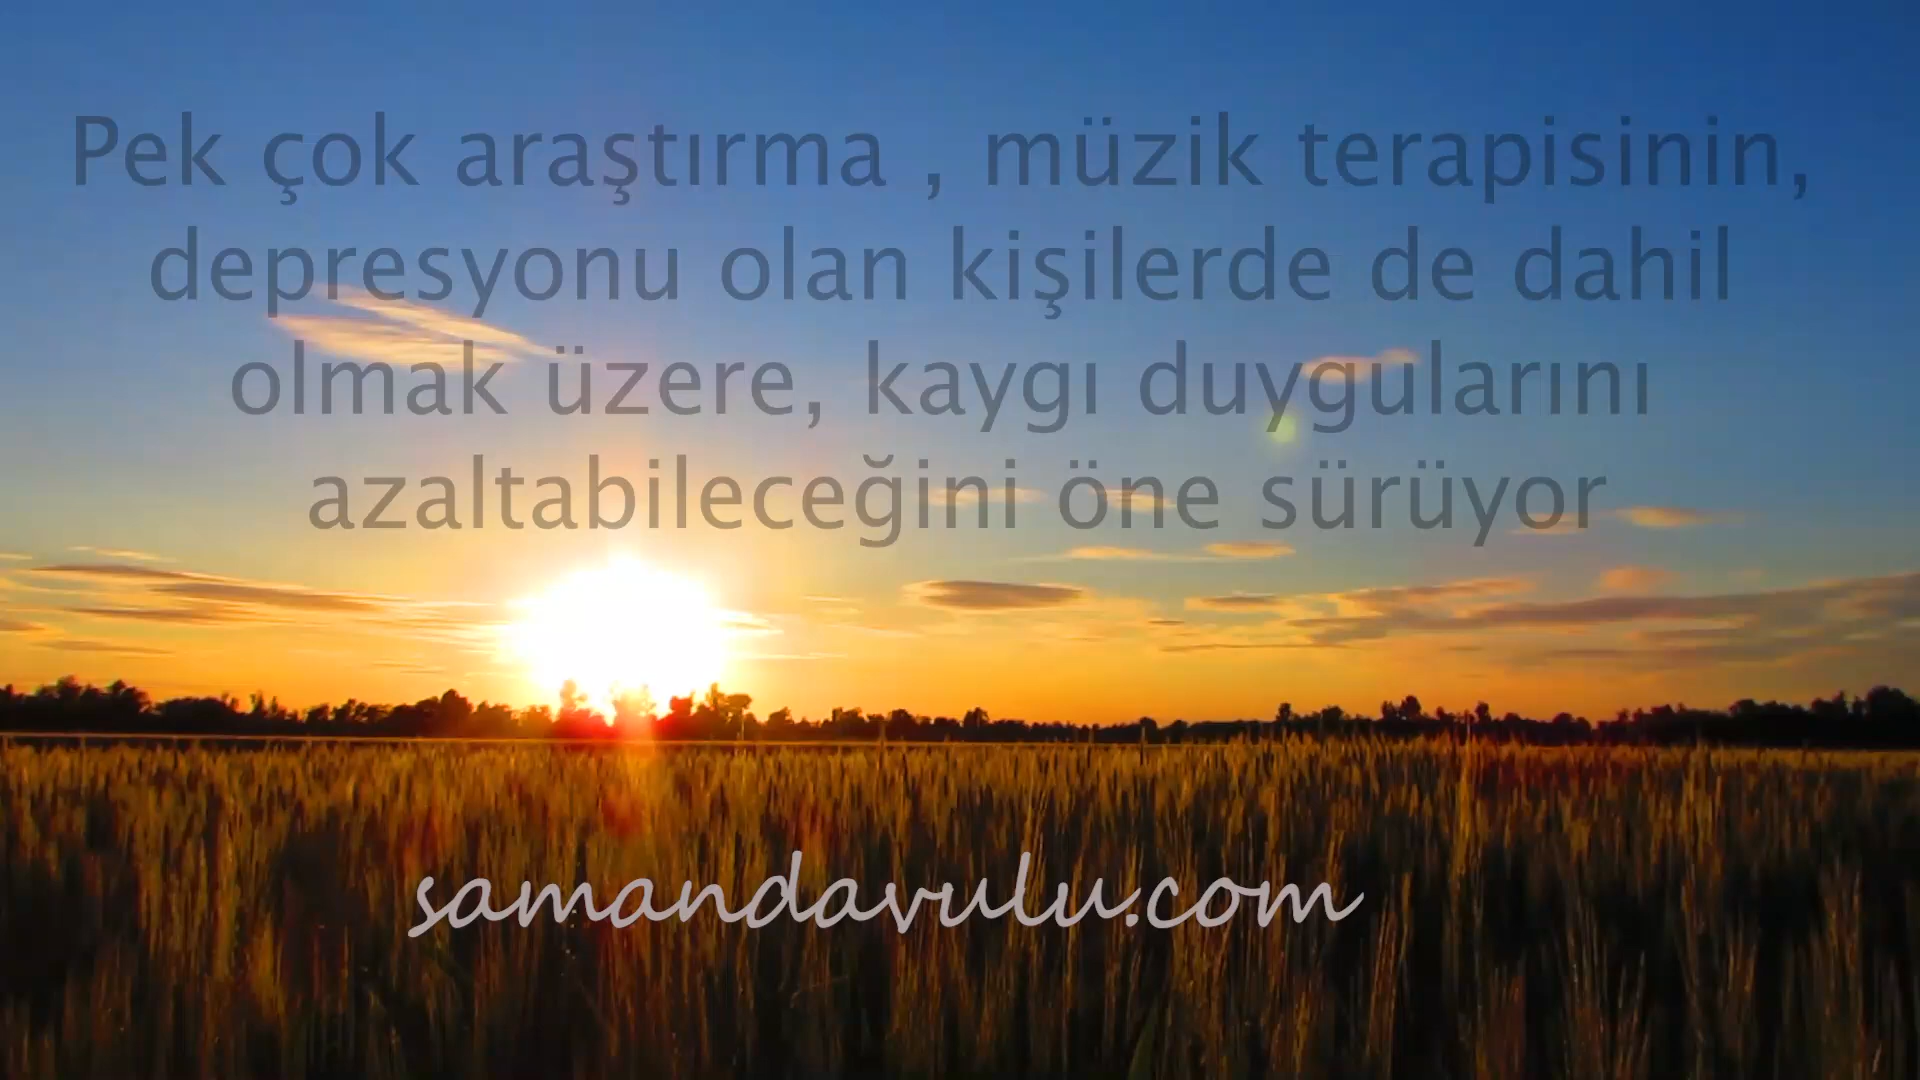 Pek çok araştırma , müzik terapisinin,
depresyonu olan kişilerde de dahil
olmak üzere, kaygı duygularını
azaltabileceğini öne sürüyor
samandavulu.com